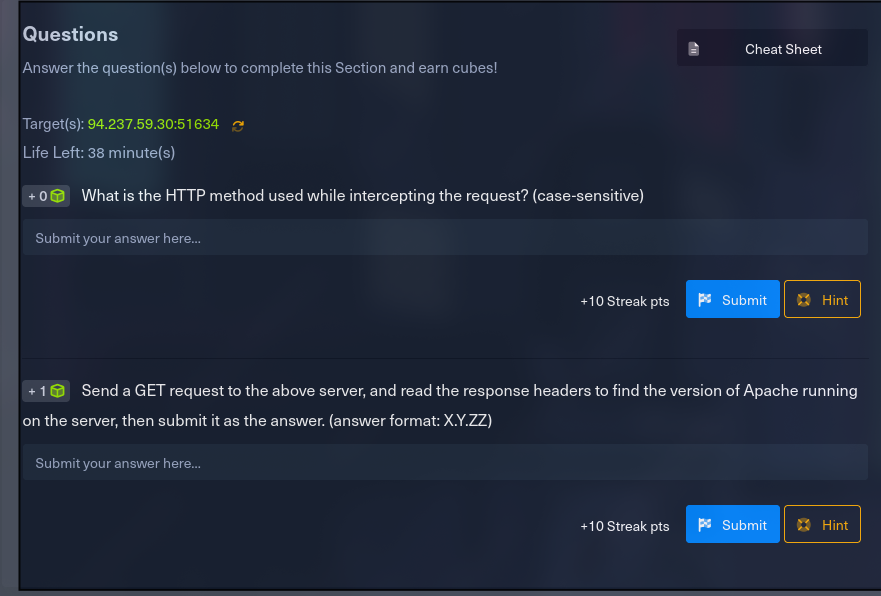 Questions
Cheat Sheet
Answer the question(s) below to complete this Section and earn cubes!
Target(s): 94.237.59.30:51634
Life Left: 38 minute(s)
+ 0 What is the HTTP method used while intercepting the request? (case-sensitive)
Submit your answer here...
+10 Streak pts Submit Hint
+ 1 Send a GET request to the above server, and read the response headers to find the version of Apache running
on the server, then submit it as the answer. (answer format: X.Y.ZZ)
Submit your answer here...
+10 Streak pts Submit Hint